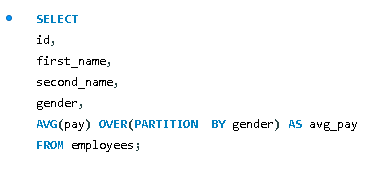 SELECT
id,
first_name,
second_name,
gender,
AVG(pay) OVER(PARTITION  BY gender) AS avg_pay
FROM employees;